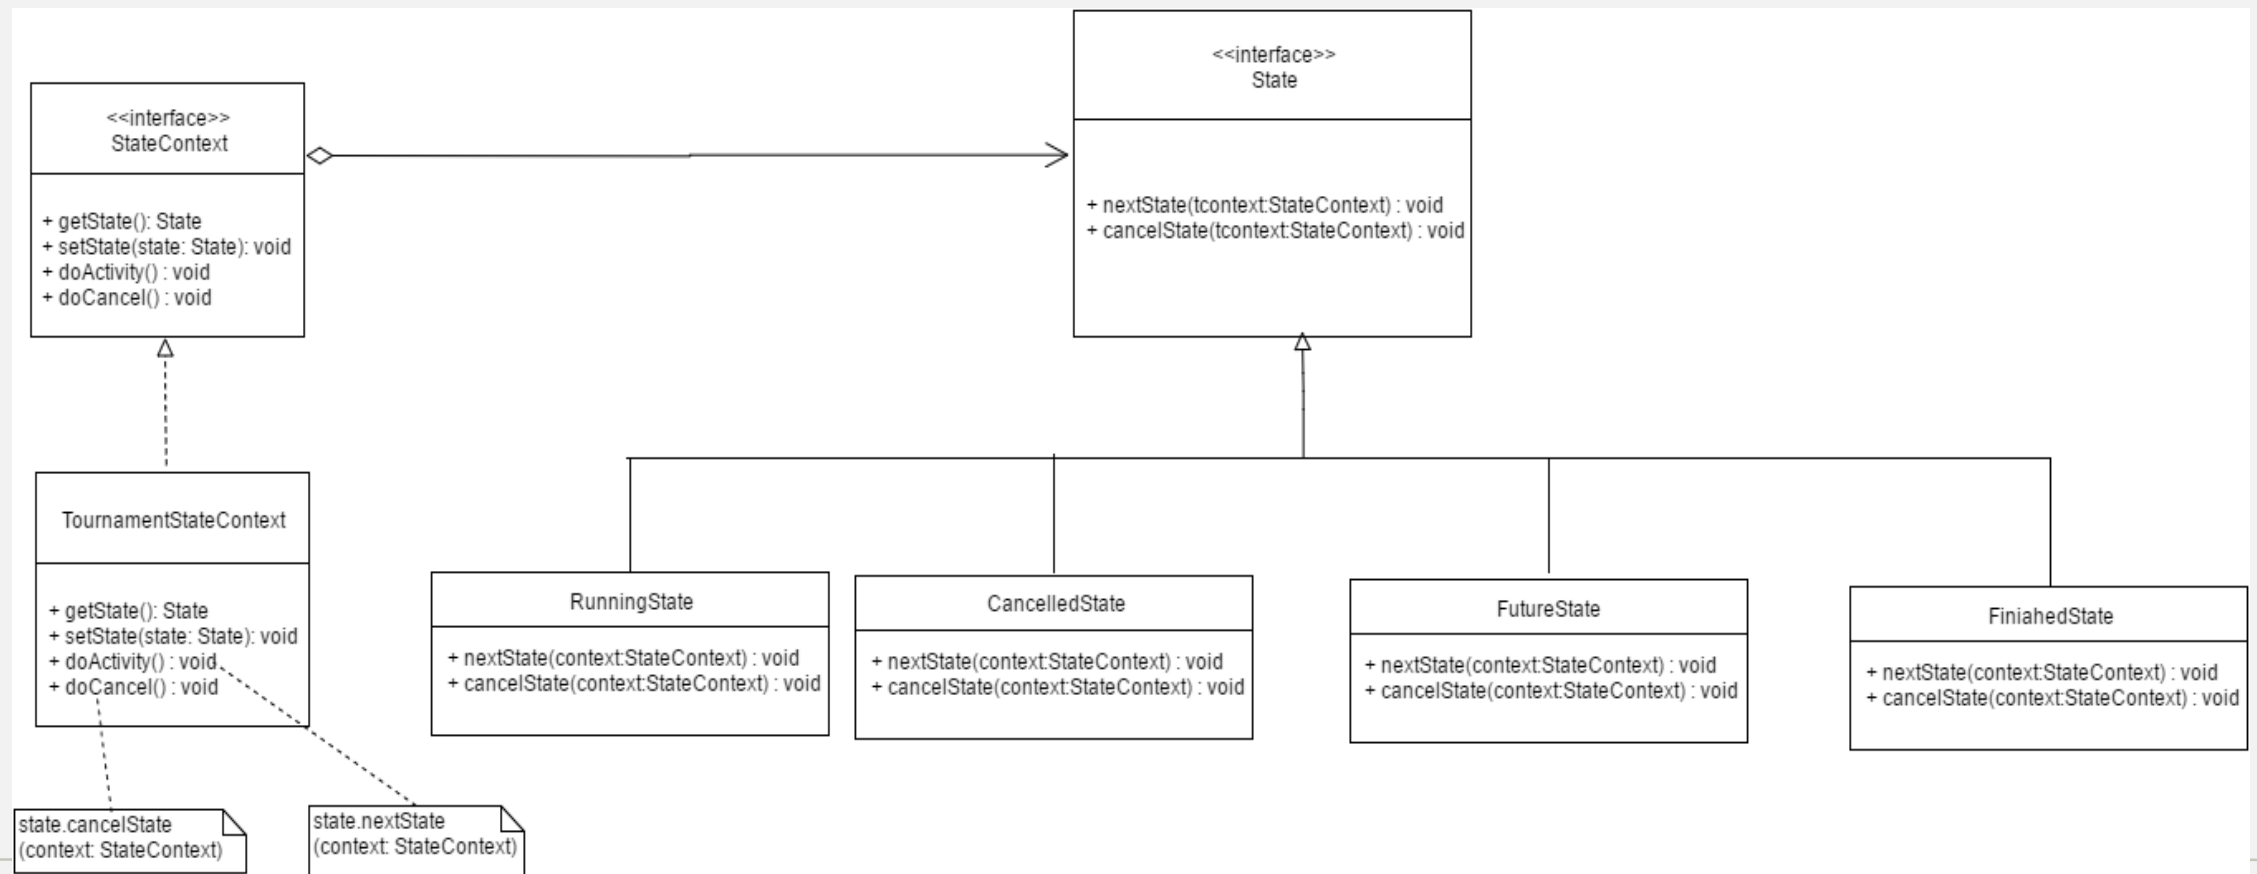 <<interface>>
StateContext
+ getState(): State
+ setState(state: State): void
+ doActivity() : void
+ doCancel() : void
<<interface>>
State
+ nextState(tcontext:StateContext) : void
+ cancelState(tcontext:StateContext) : void
TournamentStateContext
+ getState(): State
+ setState(state: State): void
+ doActivity() : void
+ doCancel() : void
RunningState
+ nextState(context:StateContext) : void
+ cancelState(context:StateContext) : void
CancelledState
+ nextState(context:StateContext) : void
+ cancelState(context:StateContext) : void
FutureState
+ nextState(context:StateContext) : void
+ cancelState(context:StateContext) : void
FiniahedState
+ nextState(context:StateContext) : void
+ cancelState(context:StateContext) : void
state.cancelState
(context: StateContext)
state.nextState
(context: StateContext)